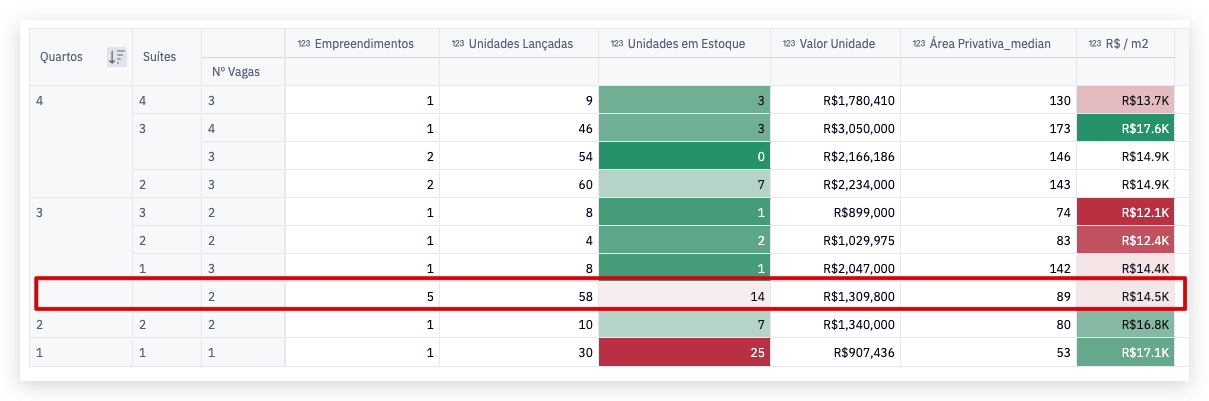 Quartos Suítes 123 Empreendimentos 123 Unidades Lançadas 123 Unidades em Estoque 123 Valor Unidade 123 Área Privativa_median 123 R$ / m2
Nº Vagas
4 4 3 1 9 3 R$1,780,410 130 R$13.7K
3 4 1 46 3 R$3,050,000 173 R$17.6K
3 2 54 0 R$2,166,186 146 R$14.9K
2 3 2 60 7 R$2,234,000 143 R$14.9K
3 3 2 1 8 1 R$899,000 74 R$12.1K
2 2 1 4 2 R$1,029,975 83 R$12.4K
1 3 1 8 1 R$2,047,000 142 R$14.4K
2 5 58 14 R$1,309,800 89 R$14.5K
2 2 2 1 10 7 R$1,340,000 80 R$16.8K
1 1 1 1 30 25 R$907,436 53 R$17.1K